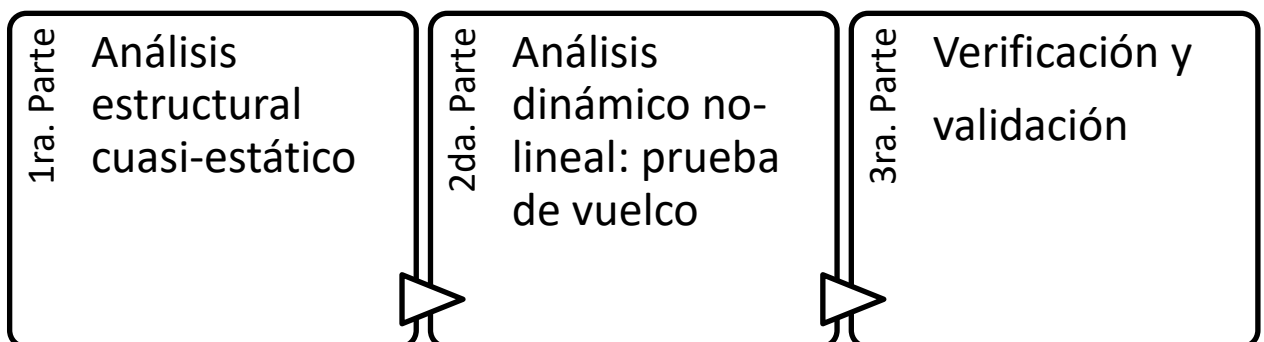 1ra. Parte
Análisis
estructural
cuasi-estático
2da. Parte
Análisis
dinámico no-
lineal: prueba
de vuelco
3ra. Parte
Verificación y
validación